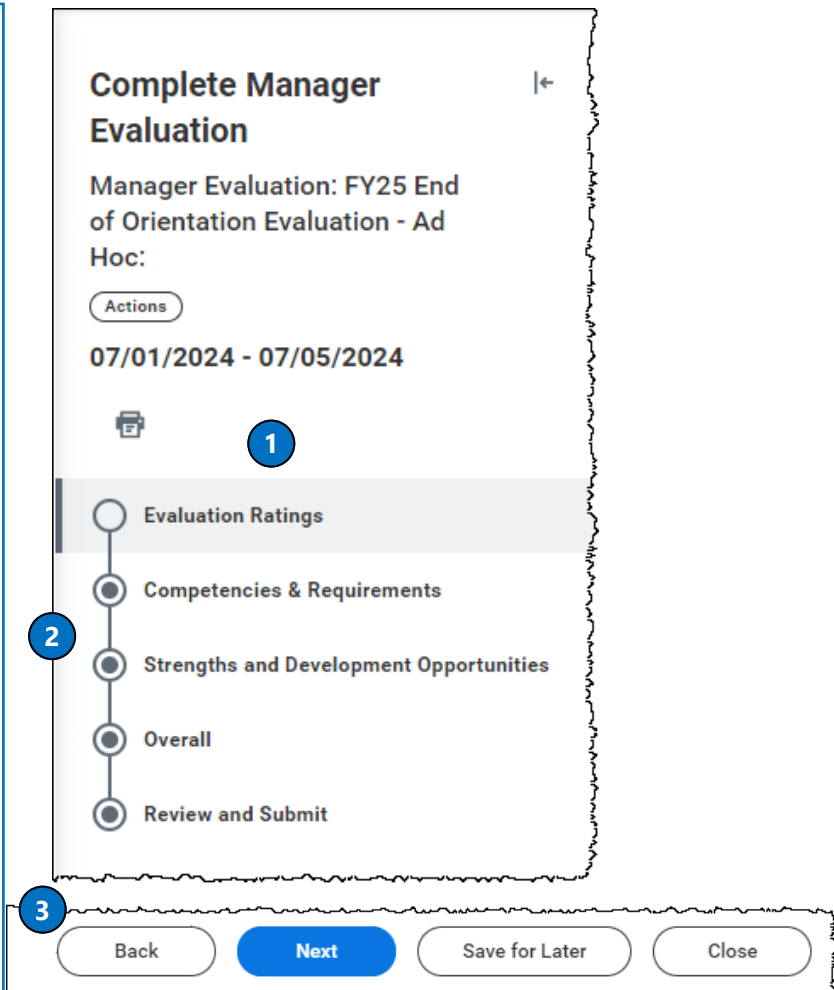 Complete Manager
Evaluation
Manager Evaluation: FY25 End
of Orientation Evaluation - Ad
Hoc:
Actions
07/01/2024 - 07/05/2024
1
Evaluation Ratings
Competencies & Requirements
2
Strengths and Development Opportunities
Overall
Review and Submit
3
Back Next Save for Later Close